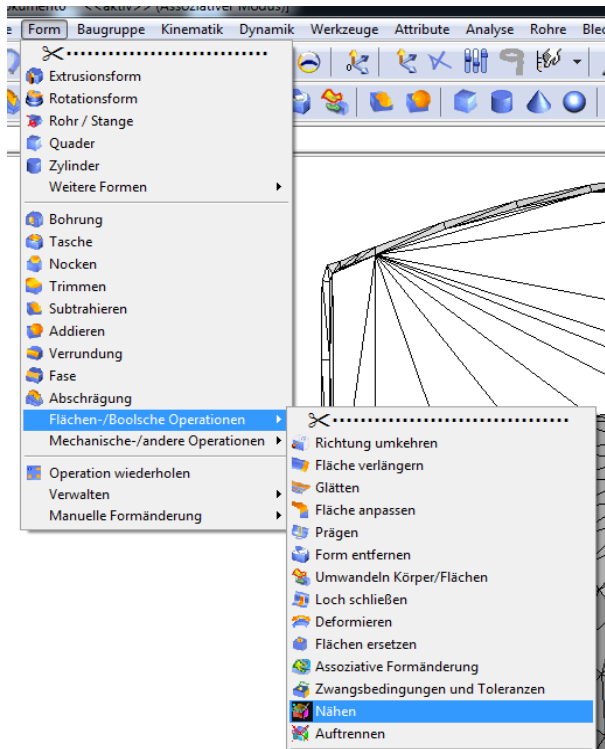 <<aktiv>> (Assoziativer Modus)]
Form Baugruppe Kinematik Dynamik Werkzeuge Attribute Analyse Rohre
Extrusionsform
Rotationsform
Rohr / Stange
Quader
Zylinder
Weitere Formen
Bohrung
Tasche
Nocken
Trimmen
Subtrahieren
Addieren
Verrundung
Fase
Abschrägung
Flächen-/Boolsche Operationen
Mechanische-/andere Operationen
Operation wiederholen
Verwalten
Manuelle Formänderung
Richtung umkehren
Fläche verlängern
Glätten
Fläche anpassen
Prägen
Form entfernen
Umwandeln Körper/Flächen
Loch schließen
Deformieren
Flächen ersetzen
Assoziative Formänderung
Zwangsbedingungen und Toleranzen
Nähen
Auftrennen